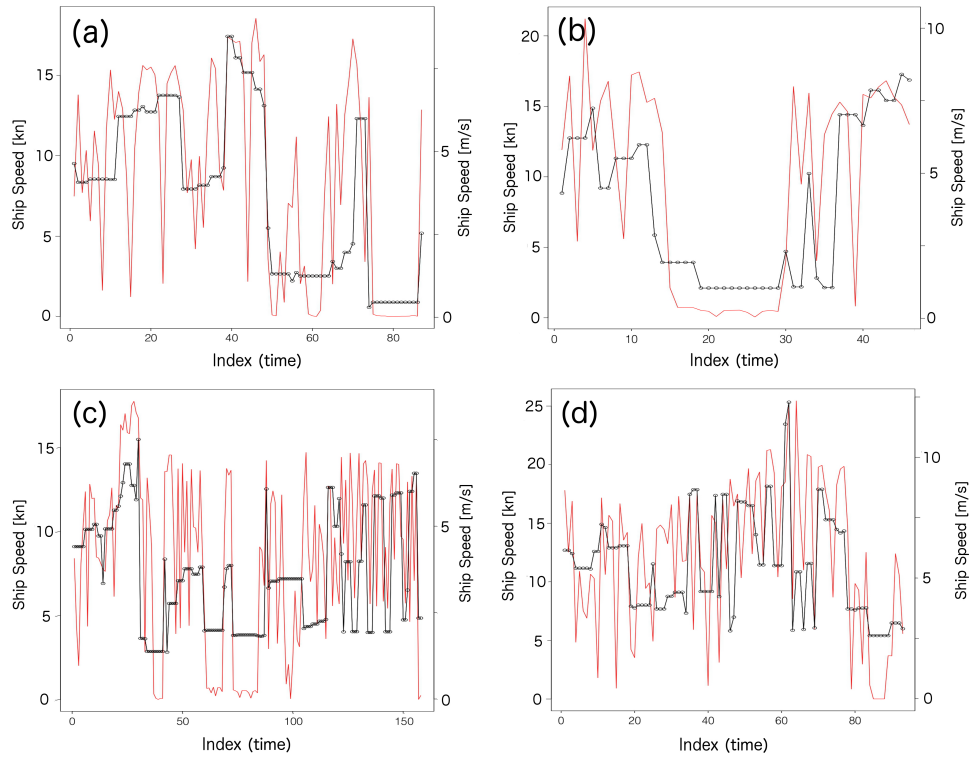 (a)
15
10
5
0
Ship Speed [kn]
5
0
Ship Speed [m/s]
0 20 40 60 80
Index (time)
(b)
20
15
10
5
0
Ship Speed [kn]
10
5
0
Ship Speed [m/s]
0 10 20 30 40
Index (time)
(c)
15
10
5
0
Ship Speed [kn]
5
0
Ship Speed [m/s]
0 50 100 150
Index (time)
(d)
25
20
15
10
5
0
Ship Speed [kn]
10
5
0
Ship Speed [m/s]
0 20 40 60 80
Index (time)